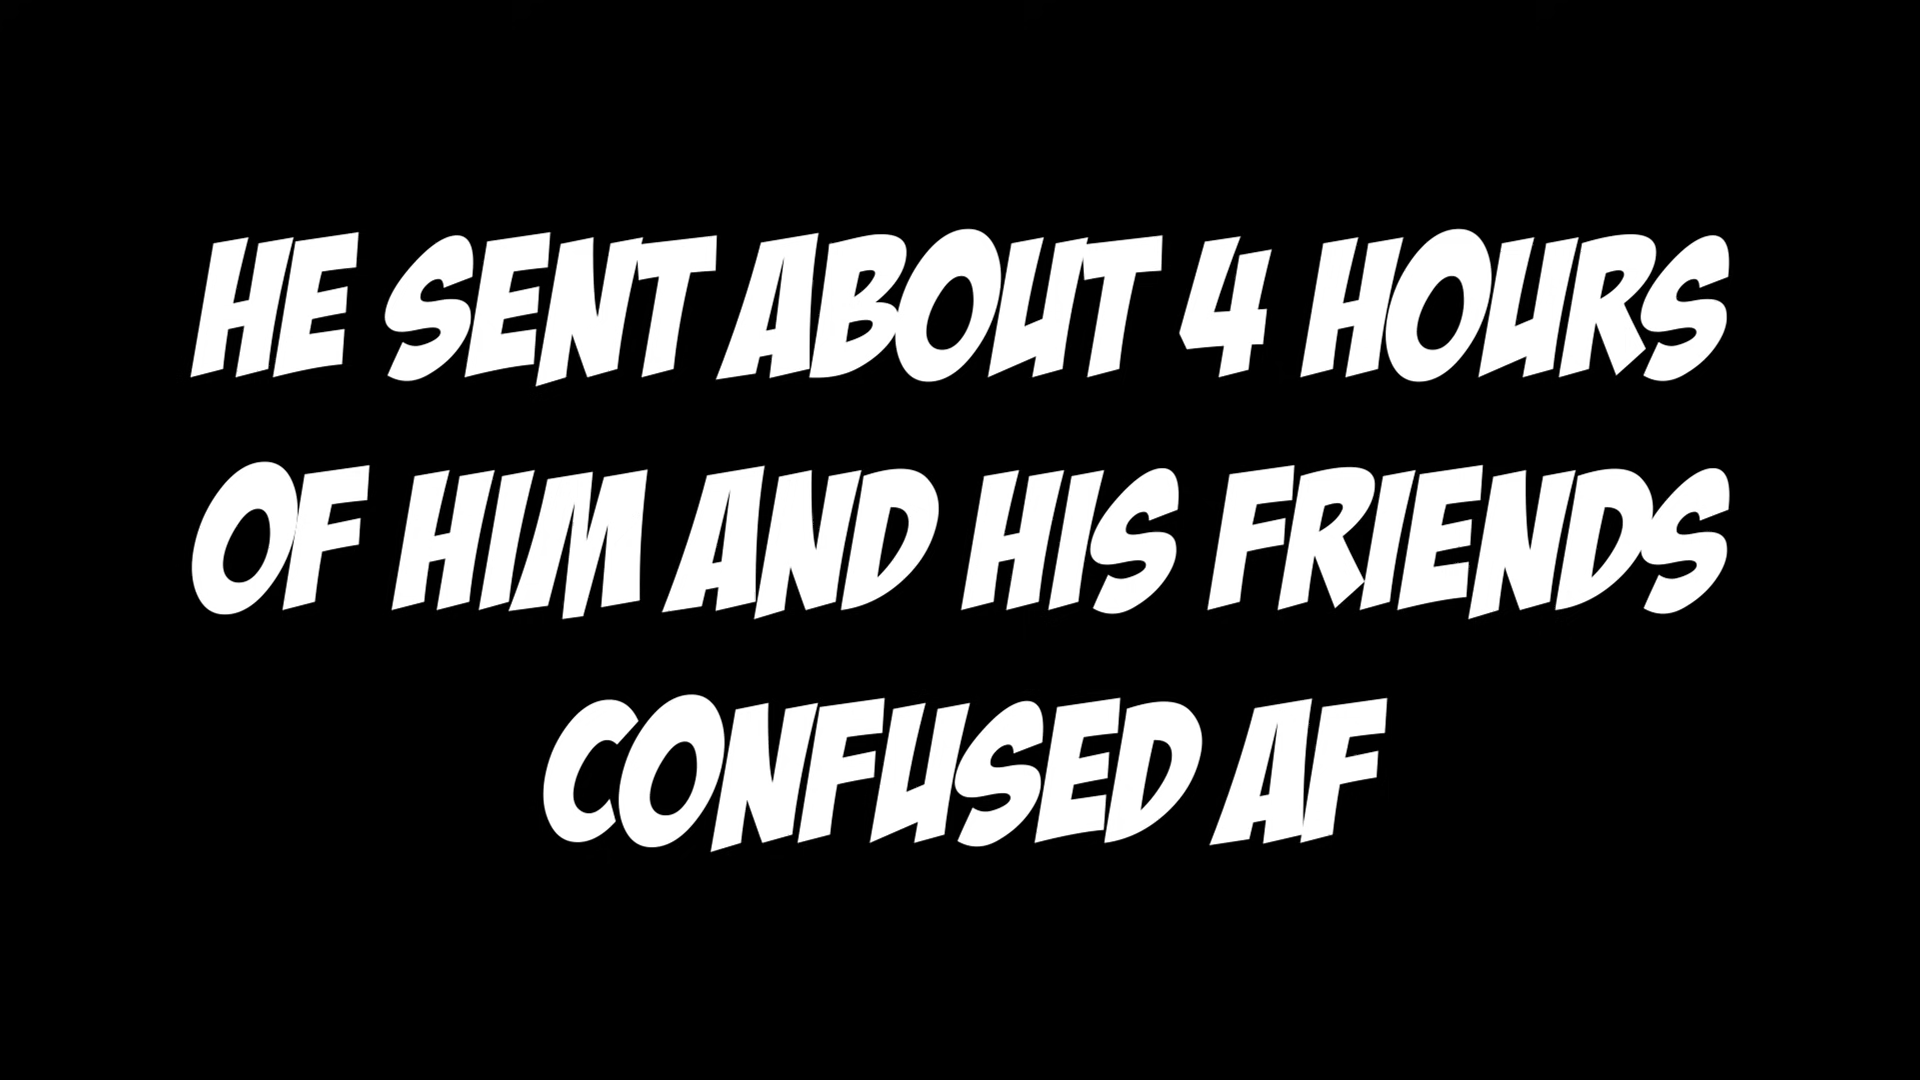 HE SENT ABOUT 4 HOURS
OF HIM AND HIS FRIENDS
CONFUSED AF